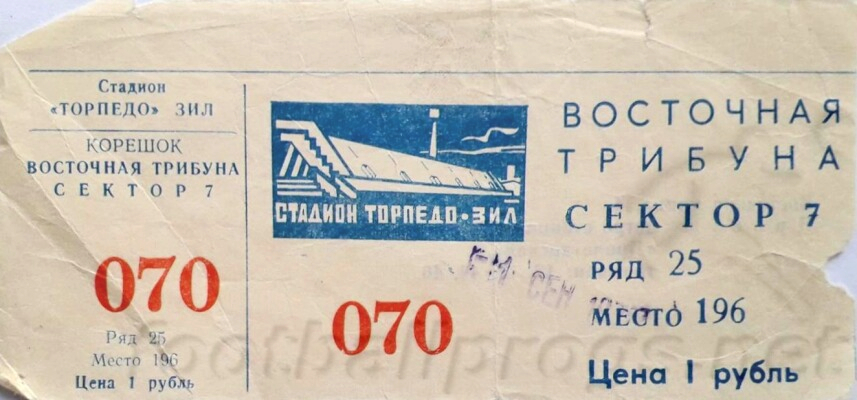 Стадион
«ТОРПЕДО» ЗИЛ
КОРЕШОК
ВОСТОЧНАЯ ТРИБУНА
СЕКТОР 7
070
Ряд 25
Место 196
Цена 1 рубль
СТАДИОН ТОРПЕДО·ЗИЛ
070
ВОСТОЧНАЯ
ТРИБУНА
СЕКТОР 7
РЯД 25
МЕСТО 196
Цена 1 рубль
СЕН